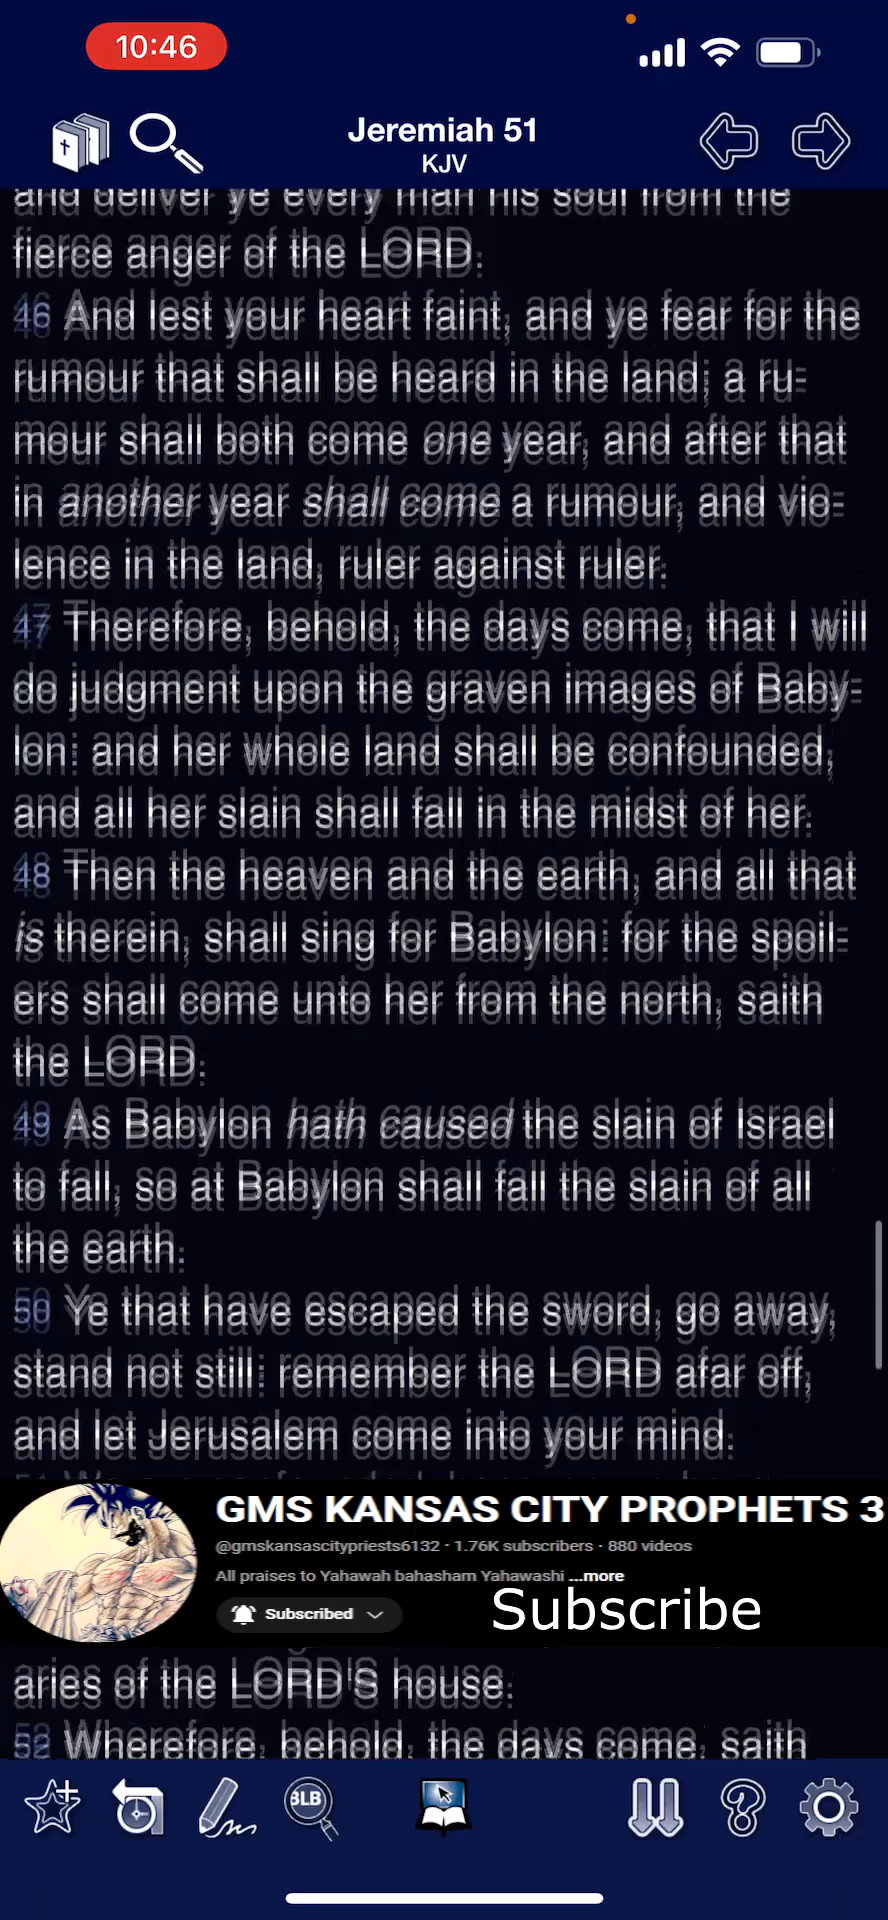 10:46
Jeremiah 51
KJV
and deliver ye every man his soul from the
fierce anger of the LORD.
46 And lest your heart faint, and ye fear for the
rumour that shall be heard in the land; a ru-
mour shall both come one year, and after that
in another year shall come a rumour, and vio-
lence in the land, ruler against ruler.
47 Therefore, behold, the days come, that I will
do judgment upon the graven images of Baby-
lon: and her whole land shall be confounded,
and all her slain shall fall in the midst of her.
48 Then the heaven and the earth, and all that
is therein, shall sing for Babylon: for the spoil-
ers shall come unto her from the north, saith
the LORD.
49 As Babylon hath caused the slain of Israel
to fall, so at Babylon shall fall the slain of all
the earth.
50 Ye that have escaped the sword, go away,
stand not still: remember the LORD afar off,
and let Jerusalem come into your mind.
GMS KANSAS CITY PROPHETS 3
@gmskansascitypriests6132 · 1.76K subscribers · 880 videos
All praises to Yahawah bahasham Yahawashi ...more
Subscribed
Subscribe
aries of the LORD'S house.
52 Wherefore, behold, the days come, saith
BLB